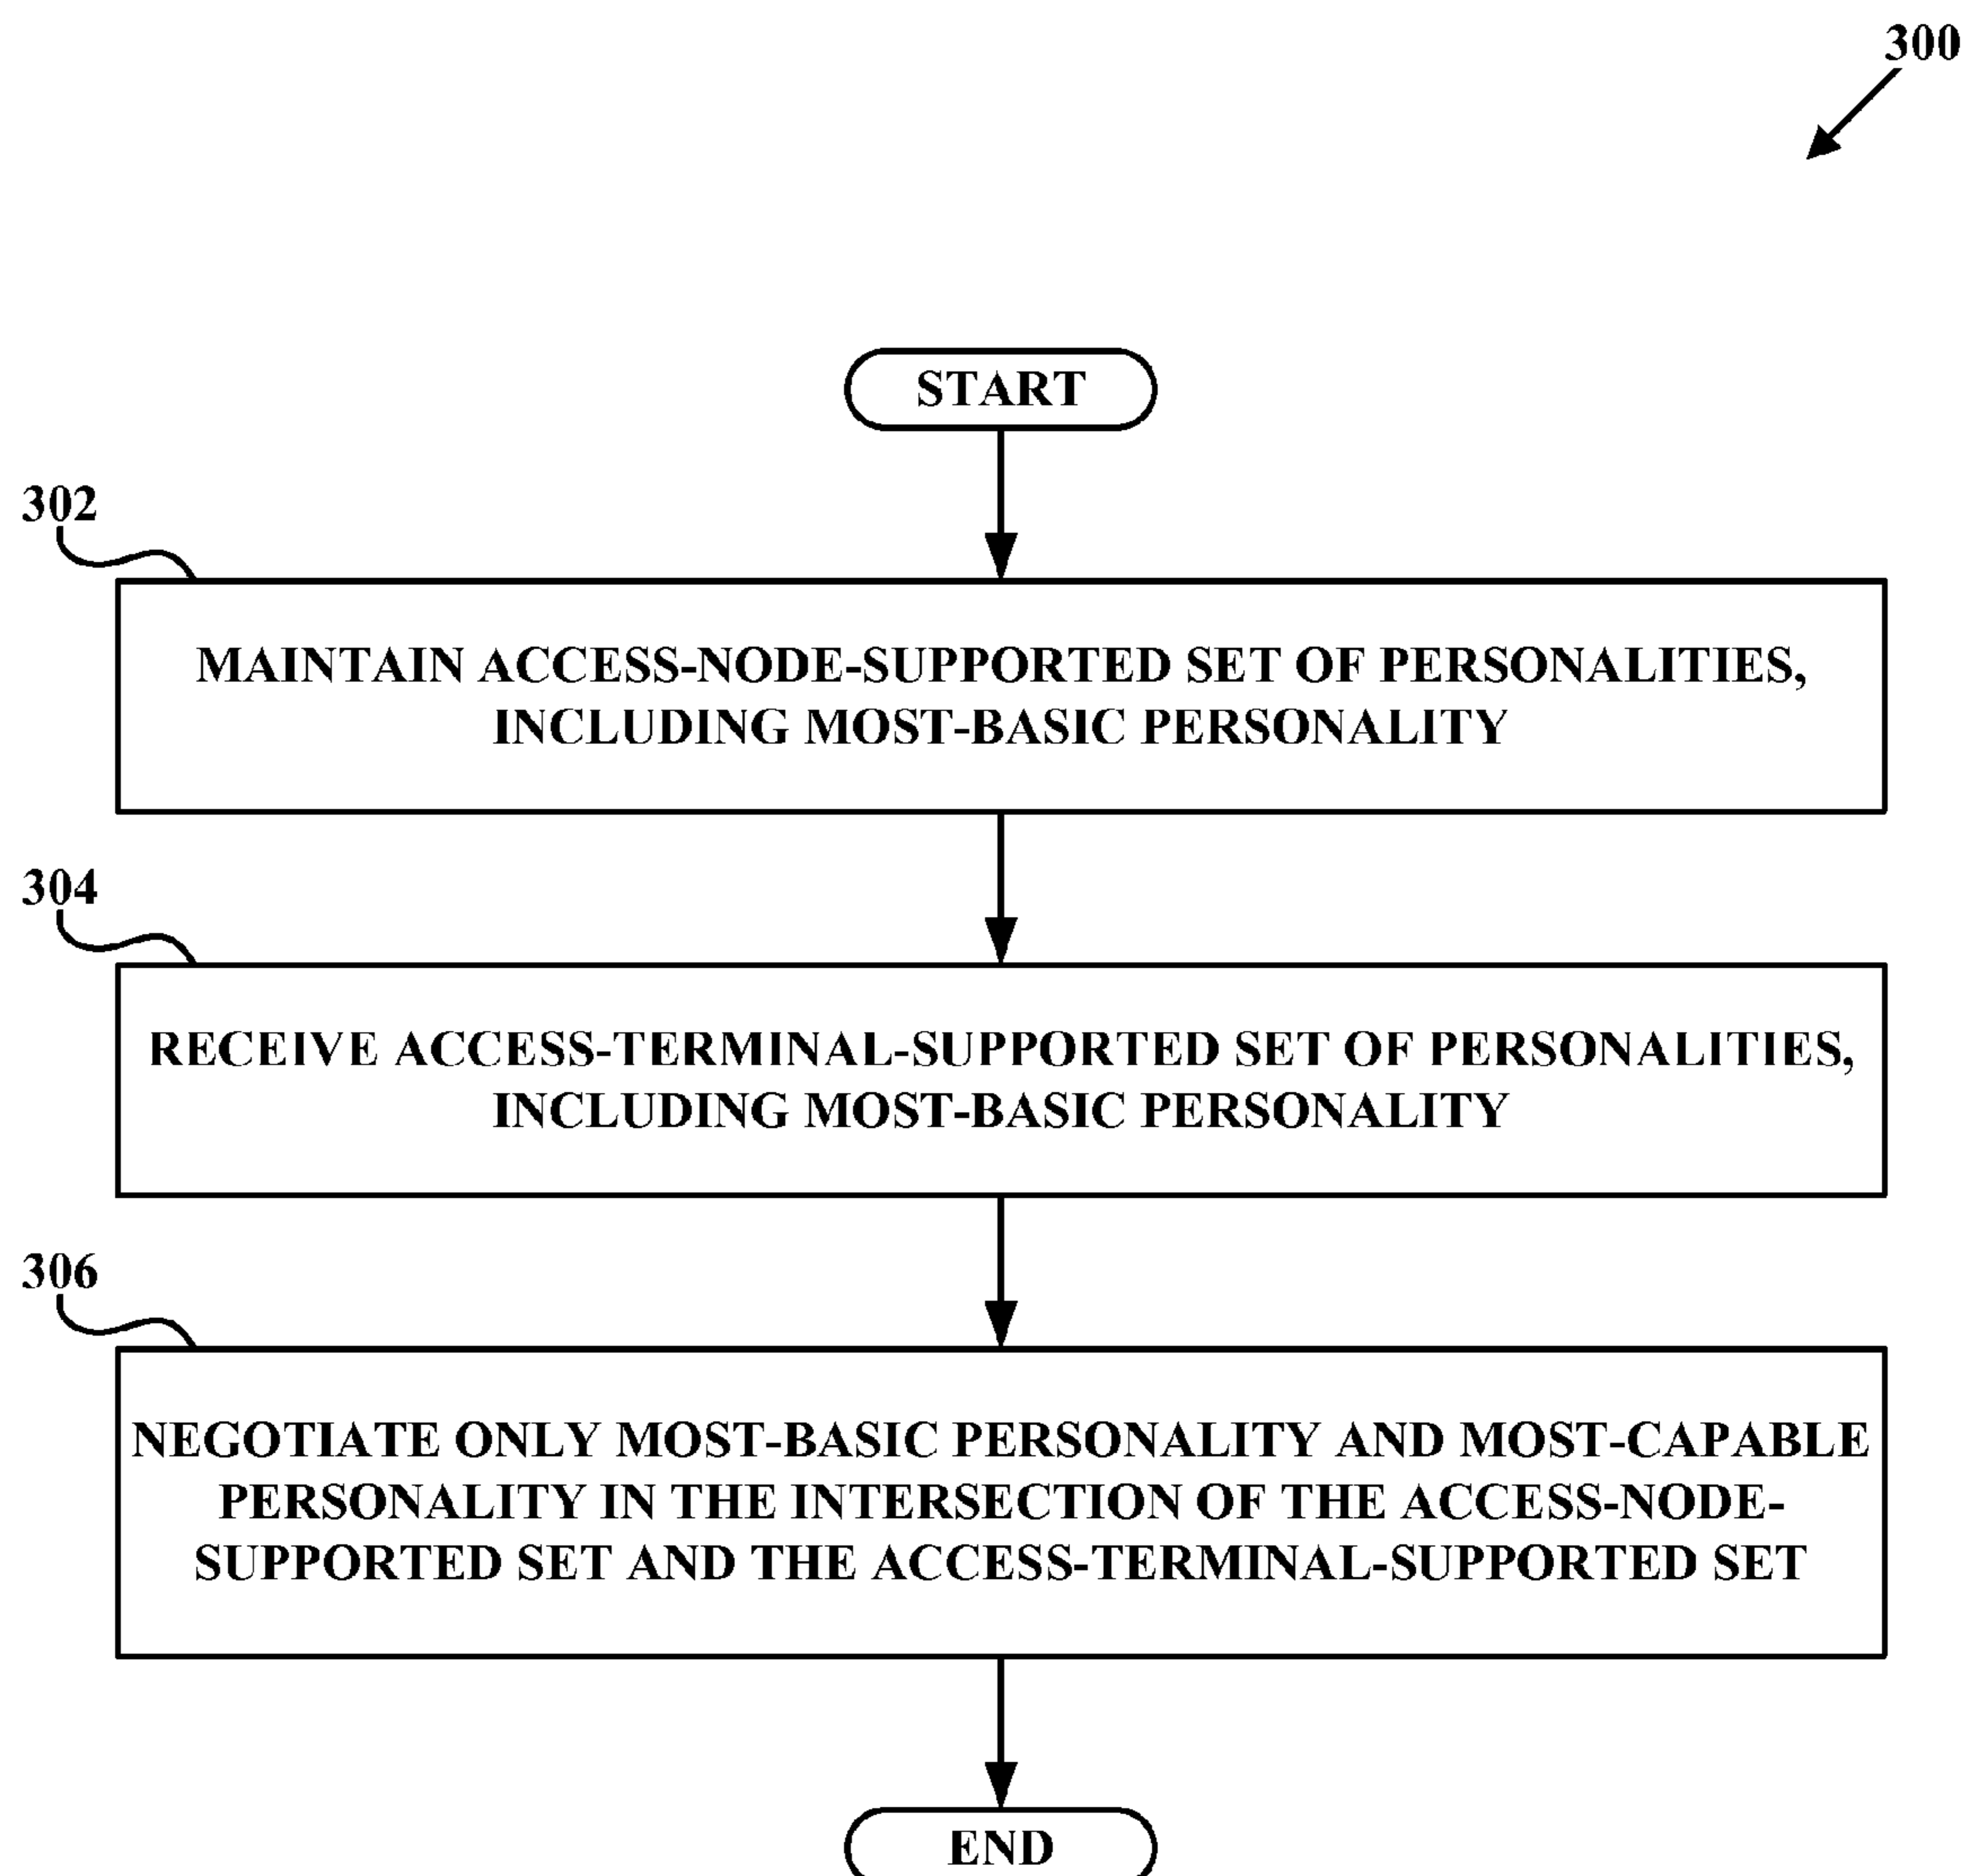 300
START
302
MAINTAIN ACCESS-NODE-SUPPORTED SET OF PERSONALITIES,
INCLUDING MOST-BASIC PERSONALITY
304
RECEIVE ACCESS-TERMINAL-SUPPORTED SET OF PERSONALITIES,
INCLUDING MOST-BASIC PERSONALITY
306
NEGOTIATE ONLY MOST-BASIC PERSONALITY AND MOST-CAPABLE
PERSONALITY IN THE INTERSECTION OF THE ACCESS-NODE-
SUPPORTED SET AND THE ACCESS-TERMINAL-SUPPORTED SET
END